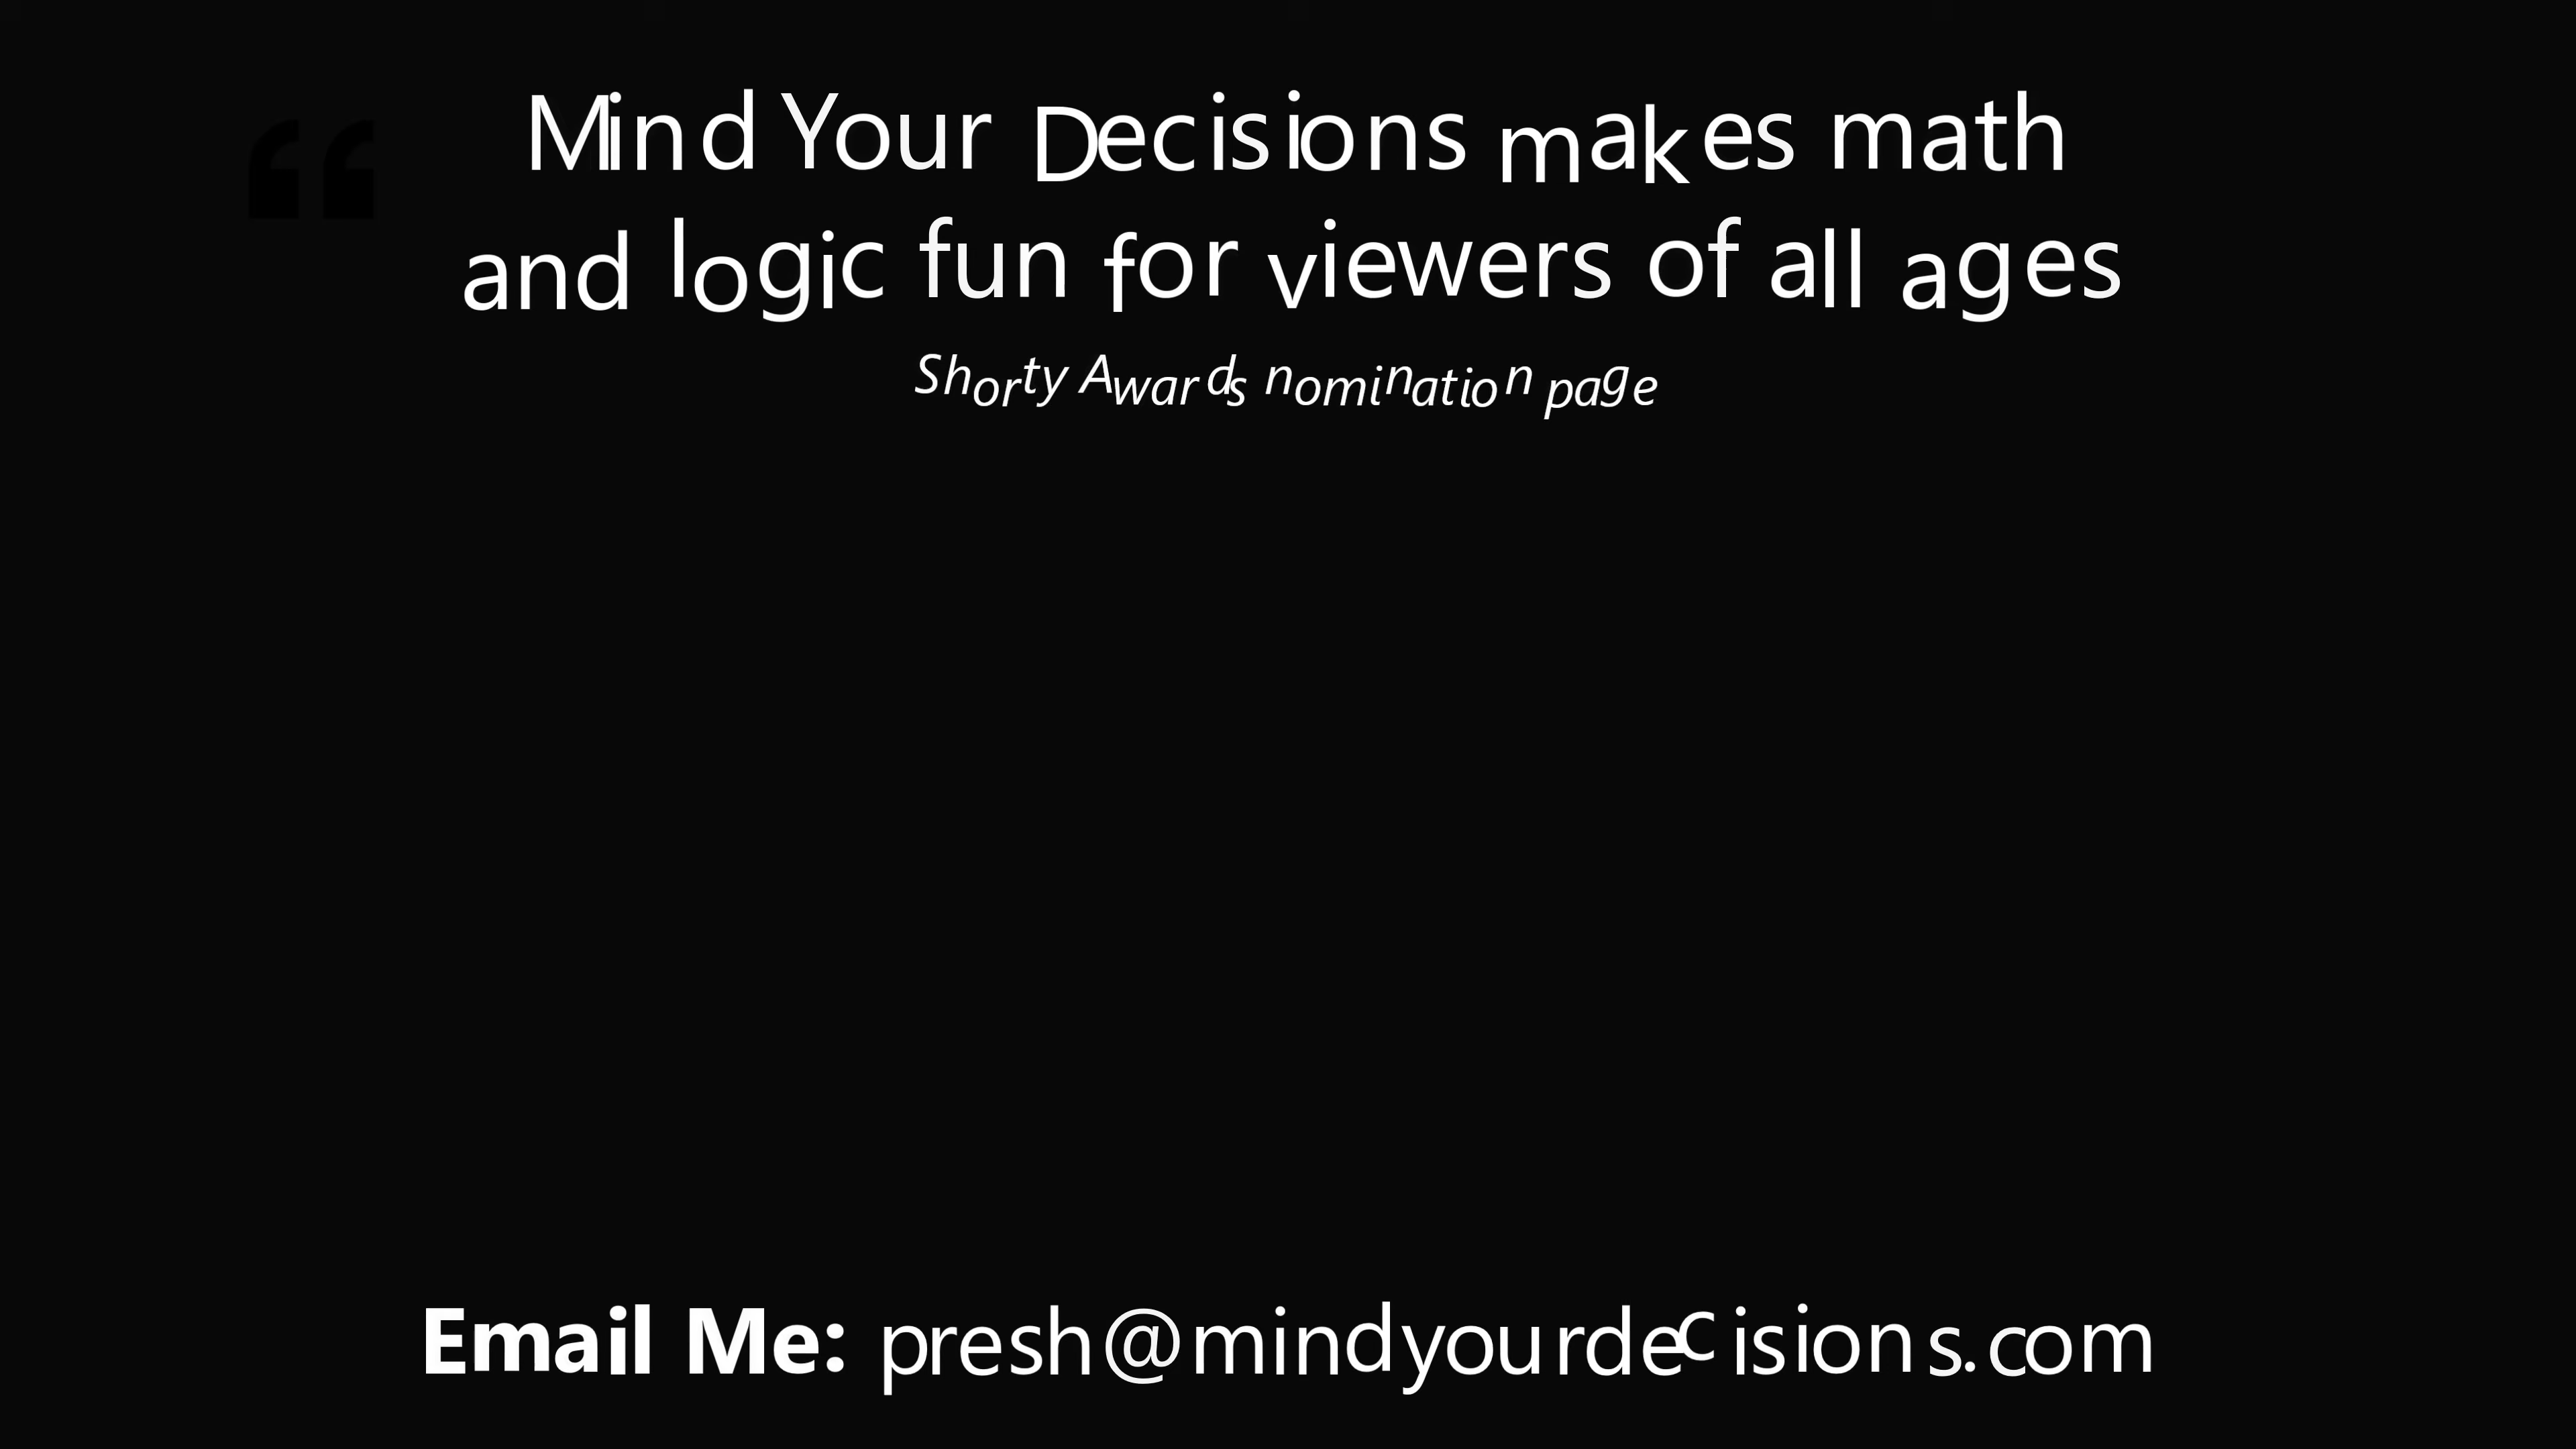 “
Mind Your Decisions makes math
and logic fun for viewers of all ages
Shorty Awards nomination page
Email Me: presh@mindyourdecisions.com